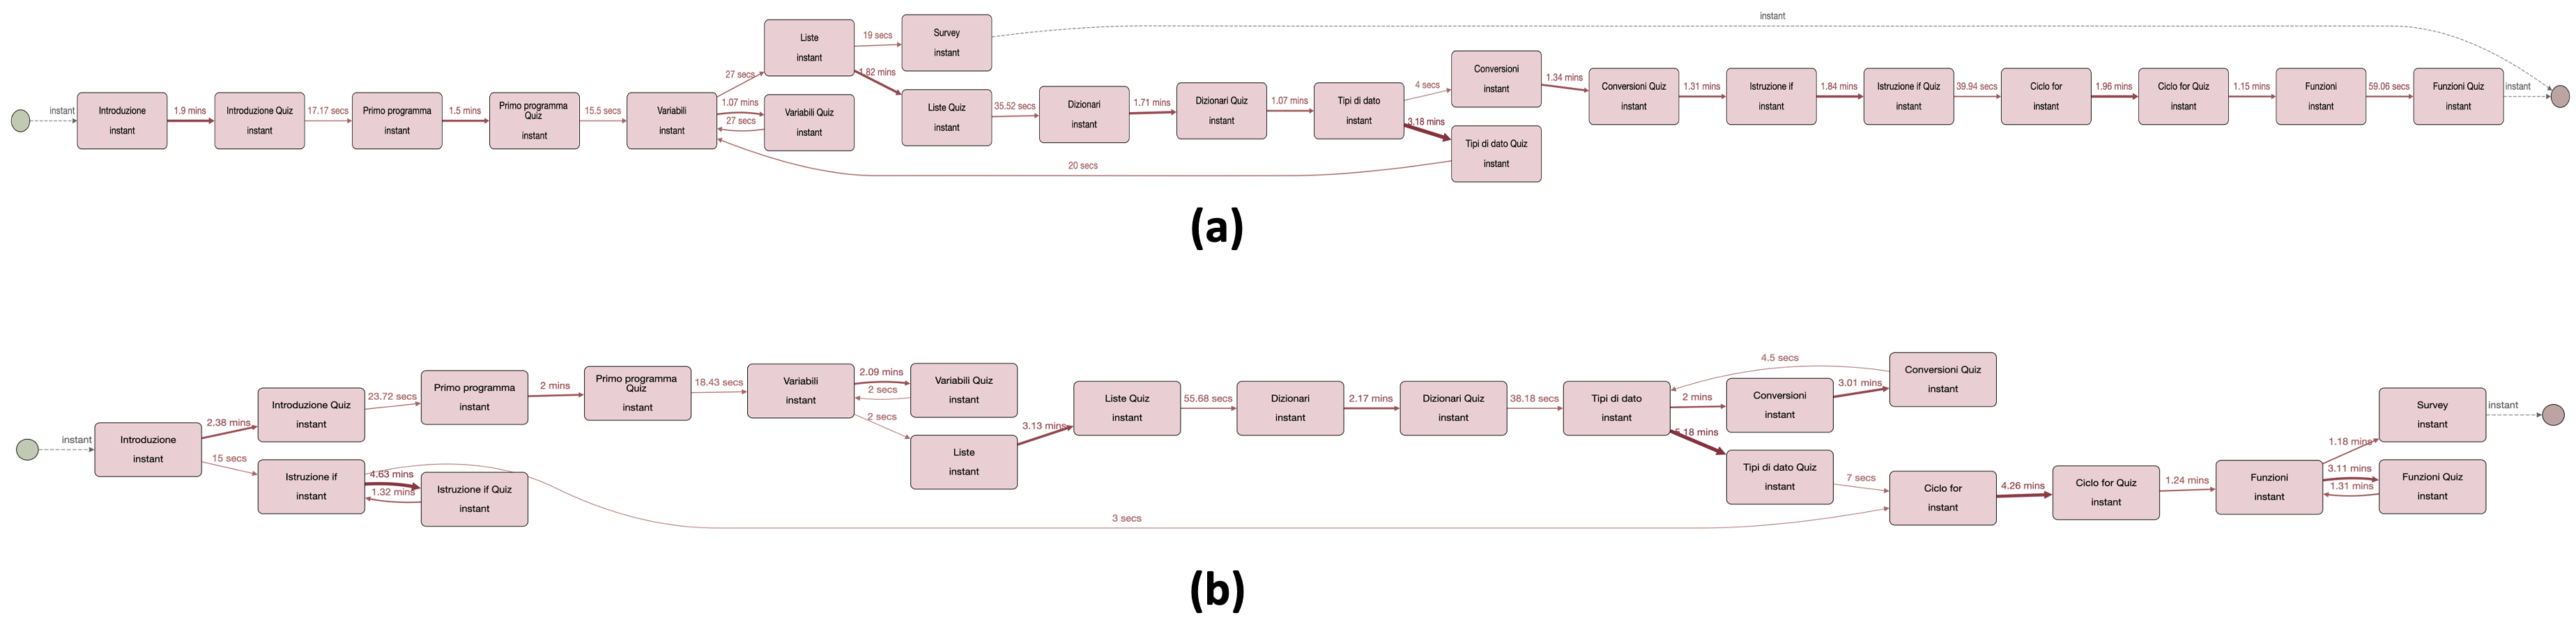 instant
Introduzione
instant
1.9 mins
Introduzione Quiz
instant
17.17 secs
Primo programma
instant
1.5 mins
Primo programma
Quiz
instant
15.5 secs
Variabili
instant
27 secs
1.07 mins
27 secs
Liste
instant
Variabili Quiz
instant
19 secs
1.82 mins
Survey
instant
instant
Liste Quiz
instant
35.52 secs
Dizionari
instant
1.71 mins
Dizionari Quiz
instant
1.07 mins
Tipi di dato
instant
4 secs
3.18 mins
Conversioni
instant
Tipi di dato Quiz
instant
20 secs
1.34 mins
Conversioni Quiz
instant
1.31 mins
Istruzione if
instant
1.84 mins
Istruzione if Quiz
instant
39.94 secs
Ciclo for
instant
1.96 mins
Ciclo for Quiz
instant
1.15 mins
Funzioni
instant
59.06 secs
Funzioni Quiz
instant
instant
(a)
instant
Introduzione
instant
2.38 mins
15 secs
Introduzione Quiz
instant
Istruzione if
instant
23.72 secs
4.63 mins
1.32 mins
Primo programma
instant
Istruzione if Quiz
instant
2 mins
Primo programma
Quiz
instant
18.43 secs
Variabili
instant
2.09 mins
2 secs
2 secs
Variabili Quiz
instant
Liste
instant
3.13 mins
Liste Quiz
instant
55.68 secs
Dizionari
instant
2.17 mins
Dizionari Quiz
instant
38.18 secs
Tipi di dato
instant
4.5 secs
2 mins
5.18 mins
Conversioni
instant
Tipi di dato Quiz
instant
3.01 mins
7 secs
3 secs
Conversioni Quiz
instant
Ciclo for
instant
4.26 mins
Ciclo for Quiz
instant
1.24 mins
Funzioni
instant
1.18 mins
3.11 mins
1.31 mins
Survey
instant
Funzioni Quiz
instant
instant
(b)